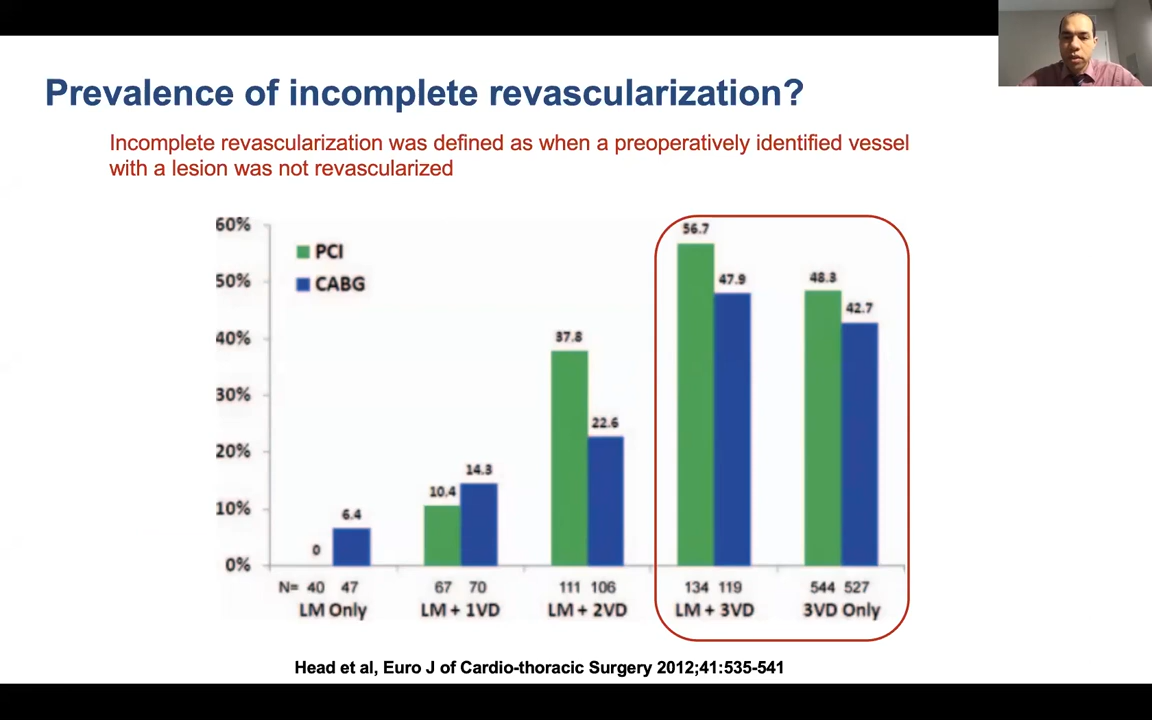 Prevalence of incomplete revascularization?
Incomplete revascularization was defined as when a preoperatively identified vessel
with a lesion was not revascularized
60%
50%
40%
30%
20%
10%
0%
PCI
CABG
0
6.4
10.4
14.3
37.8
22.6
56.7
47.9
48.3
42.7
N= 40 47 67 70 111 106 134 119 544 527
LM Only LM + 1VD LM + 2VD LM + 3VD 3VD Only
Head et al, Euro J of Cardio-thoracic Surgery 2012;41:535-541